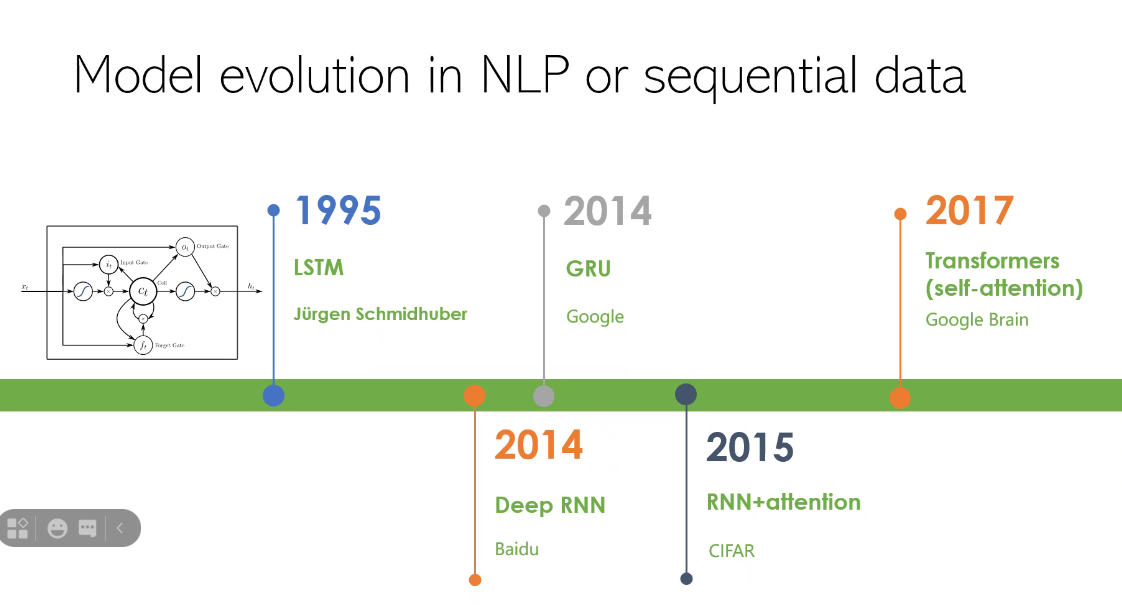 Model evolution in NLP or sequential data
1995
LSTM
Jürgen Schmidhuber
2014
GRU
Google
2017
Transformers
(self-attention)
Google Brain
Output Gate
Input Gate
Cell
Forget Gate
x_t
i_t
o_t
c_t
f_t
h_t
2014
Deep RNN
Baidu
2015
RNN+attention
CIFAR